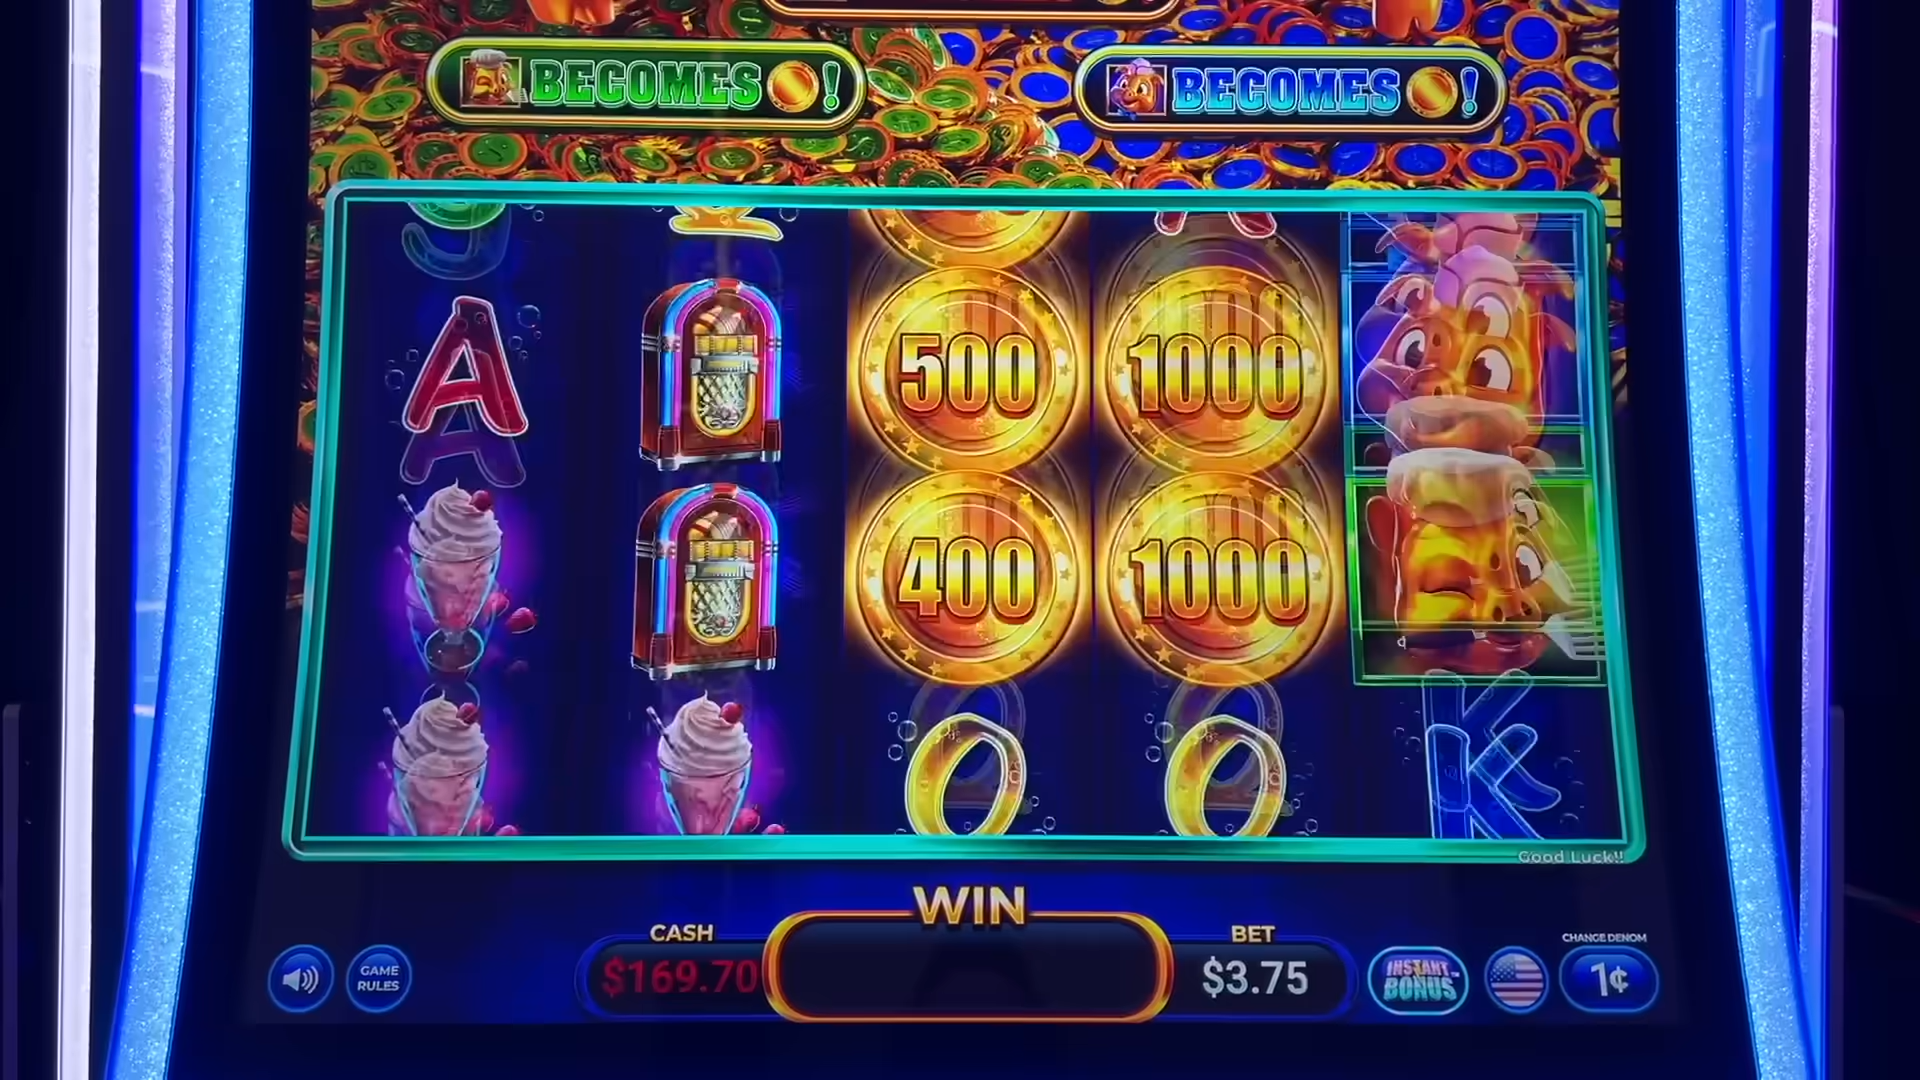 BECOMES !
BECOMES !
A
500
1000
400
1000
Q
Q
K
Good Luck!!
WIN
CASH
$169.70
BET
$3.75
GAME
RULES
INSTANT
BONUS
CHANGE DENOM
1¢